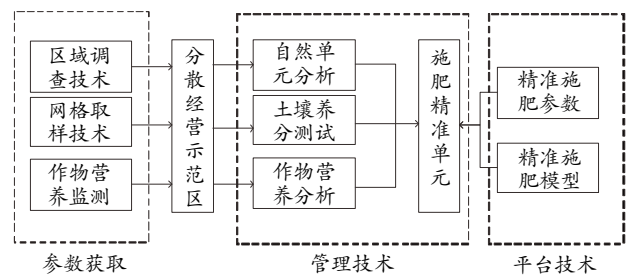 区域调
查技术
网格取
样技术
作物营
养监测
分散经营示范区
自然单
元分析
土壤养
分测试
作物营
养分析
施肥精准单元
精准施
肥参数
精准施
肥模型
参数获取
管理技术
平台技术